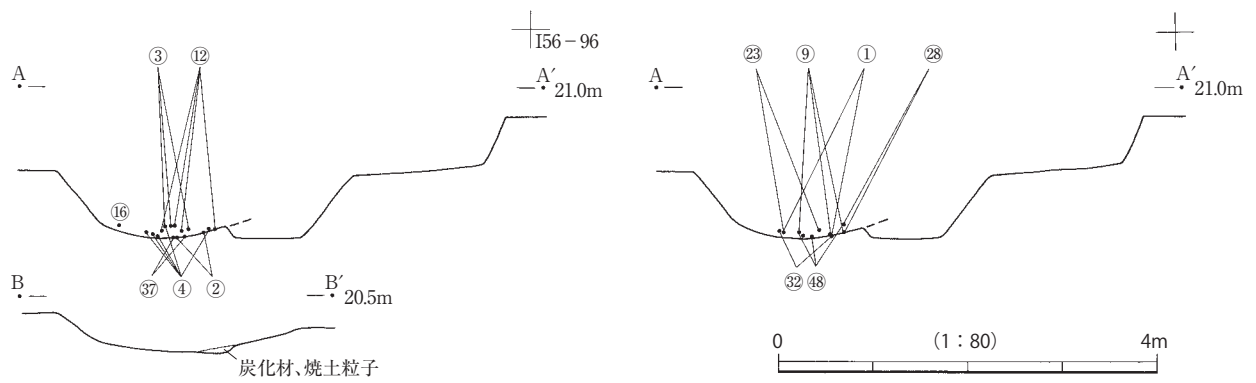 I56－96
③ ⑫
A A′
21.0m
⑯
㊲ ④ ②
B B′
20.5m
炭化材、焼土粒子
㉓ ⑨ ① ㉘
A A′
21.0m
㉜ ㊽
0 (1：80) 4m